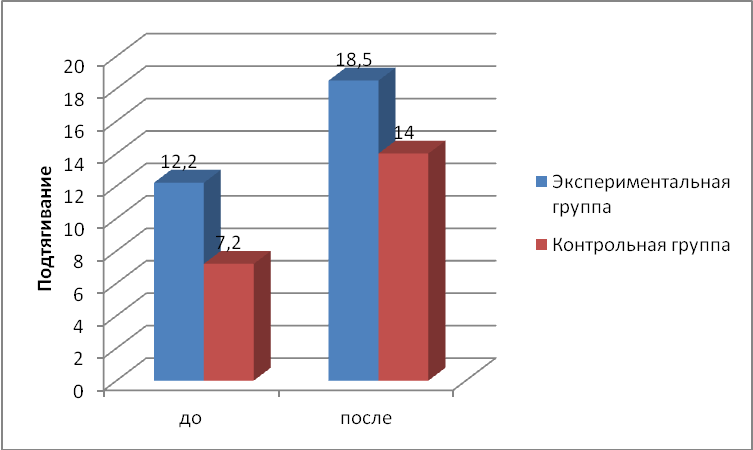 Подтягивание
20
18
16
14
12
10
8
6
4
2
0
12,2
7,2
18,5
14
до
после
Экспериментальная
группа
Контрольная группа